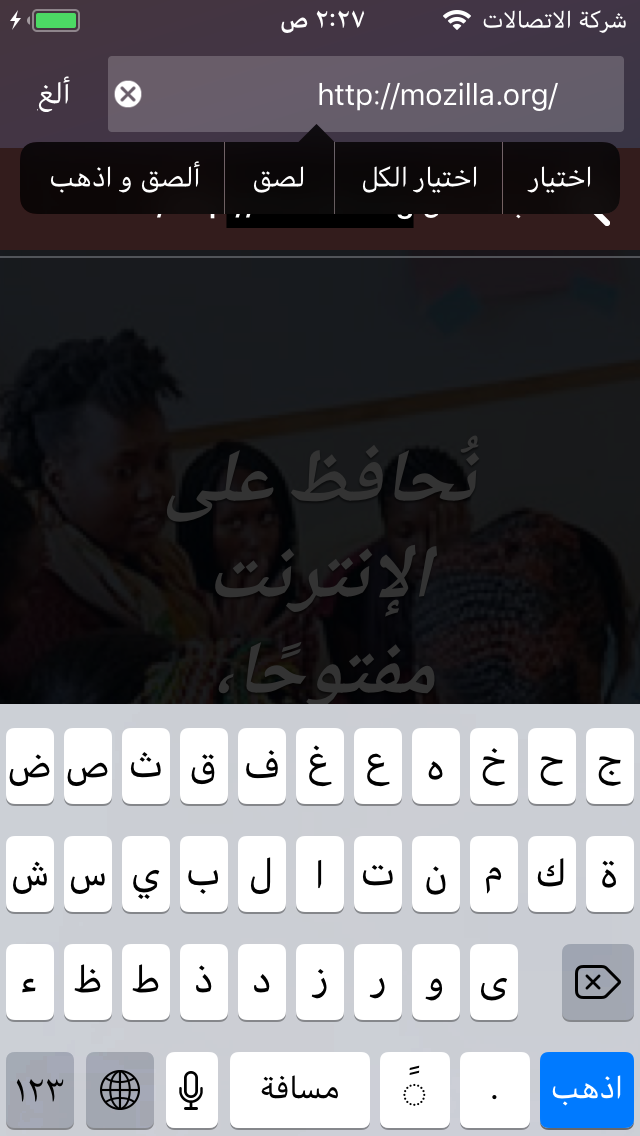 شركة الاتصالات ٢:٢٧ ص
http://mozilla.org/ ألغِ
اختيار اختيار الكل لصق ألصق و اذهب
نُحافظ على
الإنترنت
مفتوحًا،
ج ح خ ه ع غ ف ق ث ص ض
ة ك م ن ت ا ل ب ي س ش
ى و ر ز د ذ ط ظ ء
اذهب . ً مسافة ١٢٣